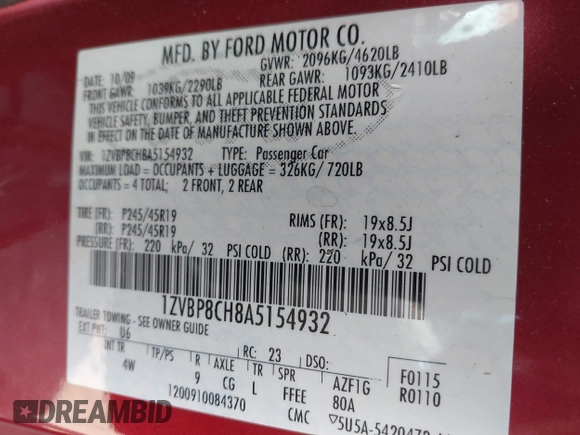 MFD. BY FORD MOTOR CO.
DATE: 10/09 GVWR: 2096KG/4620LB
FRONT GAWR: 1039KG/2290LB REAR GAWR: 1093KG/2410LB
THIS VEHICLE CONFORMS TO ALL APPLICABLE FEDERAL MOTOR
VEHICLE SAFETY, BUMPER, AND THEFT PREVENTION STANDARDS
IN EFFECT ON THE DATE OF MANUFACTURE SHOWN ABOVE.
VIN: 1ZVBP8CH8A5154932 TYPE: Passenger Car
MAXIMUM LOAD = OCCUPANTS + LUGGAGE = 326KG/ 720LB
OCCUPANTS = 4 TOTAL; 2 FRONT, 2 REAR
TIRE (FR): P245/45R19 RIMS (FR): 19x8.5J
(RR): P245/45R19 (RR): 19x8.5J
PRESSURE (FR): 220 kPa/ 32 PSI COLD (RR): 220 kPa/ 32 PSI COLD
1ZVBP8CH8A5154932
TRAILER TOWING - SEE OWNER GUIDE
EXT PNT: U6 RC: 23 DSO:
INT TR TP/PS R AXLE TR SPR F0115
4W 9 CG L FFEE AZF1G 80A R0110
1200910084370 CMC ▽5U5A-5420472
DREAMBID